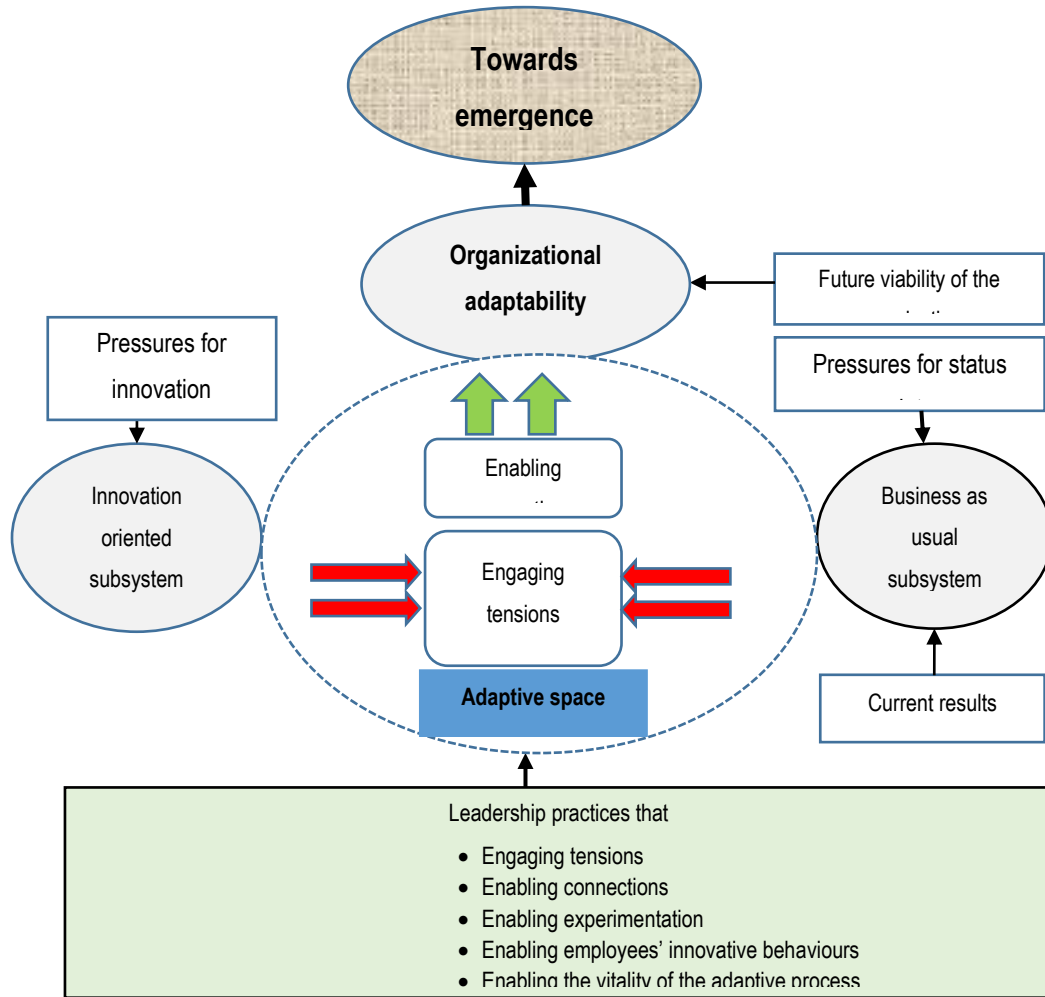 Towards
emergence
Organizational
adaptability
Future viability of the
Pressures for
innovation
Pressures for status
Enabling
Innovation
oriented
subsystem
Business as
usual
subsystem
Engaging
tensions
Adaptive space
Current results
Leadership practices that
• Engaging tensions
• Enabling connections
• Enabling experimentation
• Enabling employees’ innovative behaviours
• Enabling the vitality of the adaptive process